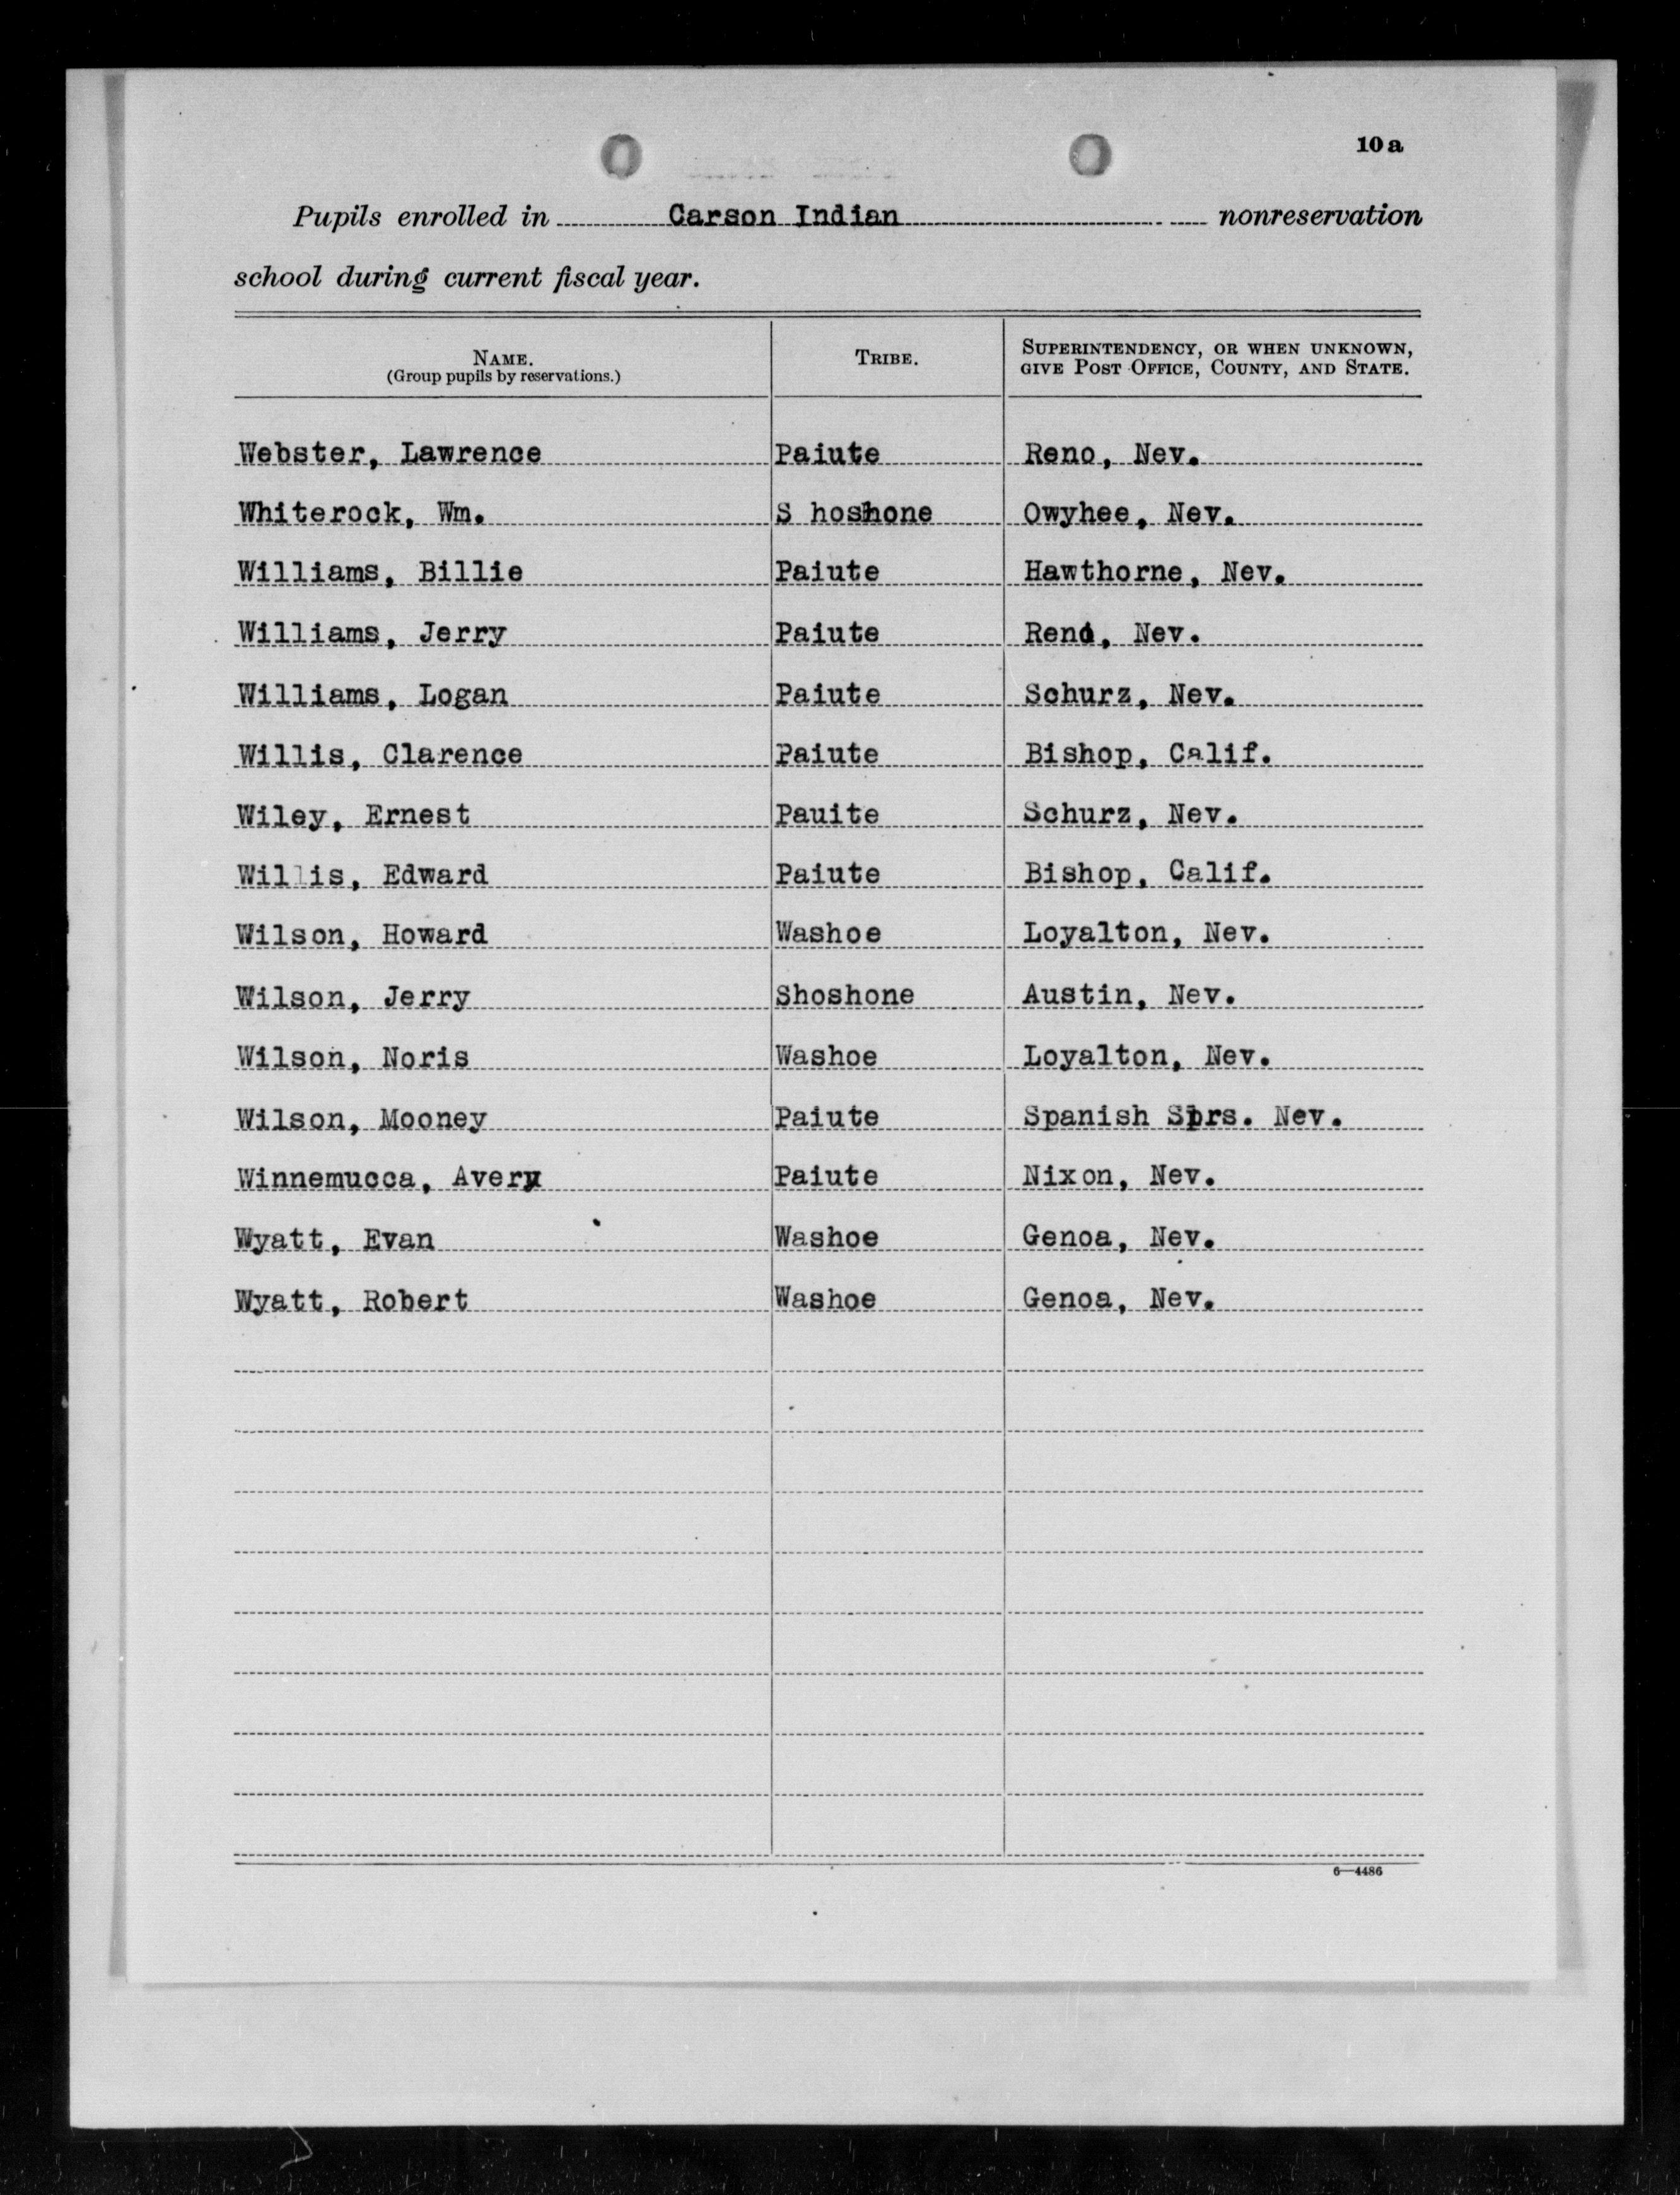 10 a
Pupils enrolled in Carson Indian nonreservation
school during current fiscal year.
NAME. TRIBE. SUPERINTENDENCY, OR WHEN UNKNOWN,
(Group pupils by reservations.) GIVE POST OFFICE, COUNTY, AND STATE.
Webster, Lawrence Paiute Reno, Nev.
Whiterock, Wm. S hoshone Owyhee, Nev.
Williams, Billie Paiute Hawthorne, Nev.
Williams, Jerry Paiute Reno, Nev.
Williams, Logan Paiute Schurz, Nev.
Willis, Clarence Paiute Bishop, Calif.
Wiley, Ernest Pauite Schurz, Nev.
Willis, Edward Paiute Bishop, Calif.
Wilson, Howard Washoe Loyalton, Nev.
Wilson, Jerry Shoshone Austin, Nev.
Wilson, Noris Washoe Loyalton, Nev.
Wilson, Mooney Paiute Spanish Sprs. Nev.
Winnemucca, Avery Paiute Nixon, Nev.
Wyatt, Evan Washoe Genoa, Nev.
Wyatt, Robert Washoe Genoa, Nev.
6—4486